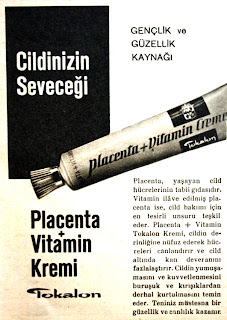 Cildinizin
Seveceği
GENÇLİK ve
GÜZELLİK
KAYNAĞI
Placenta+Vitamin Creme
Tokalon
Placenta
+
Vitamin
Kremi
Tokalon
Placenta, yaşayan cild
hücrelerinin tabii gıdasıdır.
Vitamin ilâve edilmiş pla-
centa ise, cild bakımı için
en tesirli unsuru teşkil
eder. Placenta + Vitamin
Tokalon Kremi, cildin de-
rinliğine nüfuz ederek hüc-
releri canlandırır ve cild
altında kan deveranını
fazlalaştırır. Cildin yumuşa-
masını ve kuvvetlenmesini
buruşuk ve kırışıklardan
derhal kurtulmasını temin
eder. Teniniz müstesna bir
güzellik ve canlılık kazanır.